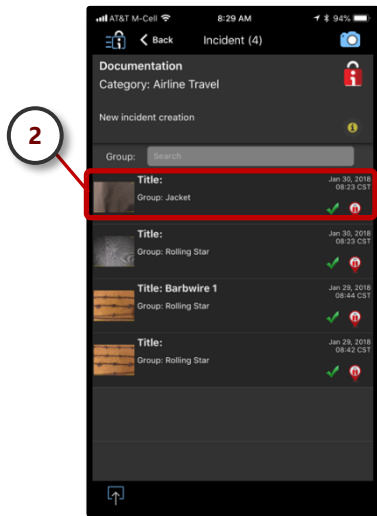 AT&T M-Cell 8:29 AM 94%
Back Incident (4)
Documentation
Category: Airline Travel
New incident creation
2
Group: Search
Title: Jan 30, 2018
Group: Jacket 08:23 CST
Title: Jan 30, 2018
Group: Rolling Star 08:23 CST
Title: Barbwire 1 Jan 29, 2018
Group: Rolling Star 08:44 CST
Title: Jan 29, 2018
Group: Rolling Star 08:42 CST